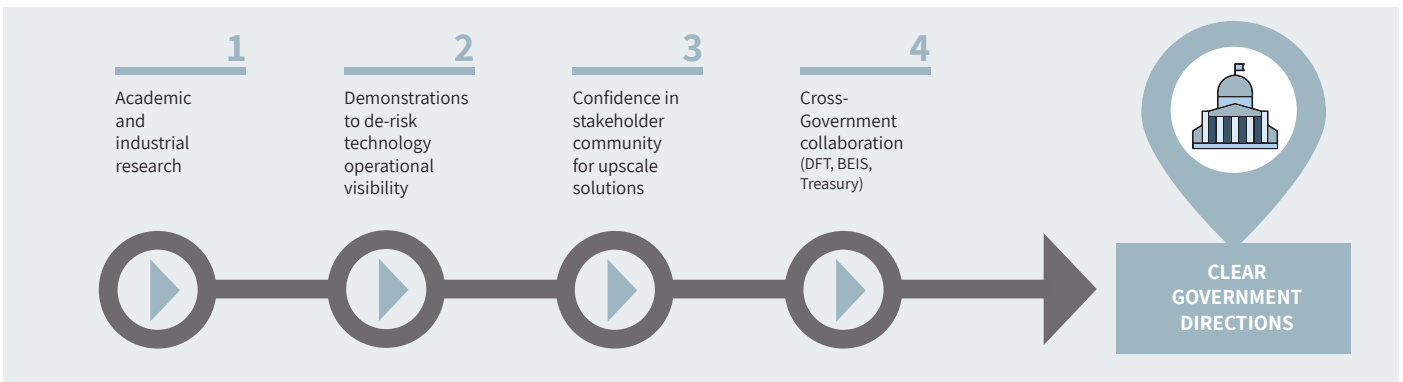 1
Academic
and
industrial
research
2
Demonstrations
to de-risk
technology
operational
visibility
3
Confidence in
stakeholder
community
for upscale
solutions
4
Cross-
Government
collaboration
(DFT, BEIS,
Treasury)
CLEAR
GOVERNMENT
DIRECTIONS